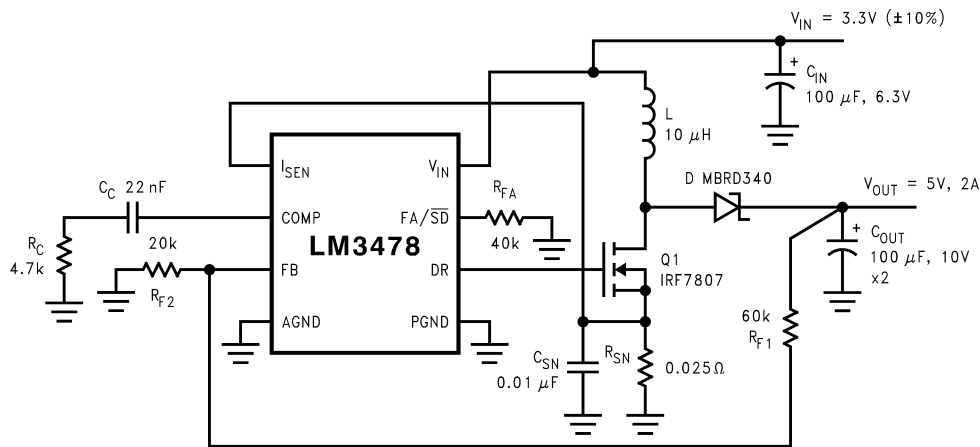 V_IN = 3.3V (±10%)
+
C_IN
100 μF, 6.3V
L
10 μH
I_SEN
V_IN
D MBRD340
V_OUT = 5V, 2A
C_C 22 nF
R_FA
COMP
FA/S̅D̅
+
C_OUT
100 μF, 10V
x2
R_C
4.7k
20k
LM3478
40k
FB
DR
Q1
IRF7807
R_F2
60k
R_F1
AGND
PGND
C_SN
0.01 μF
R_SN
0.025Ω